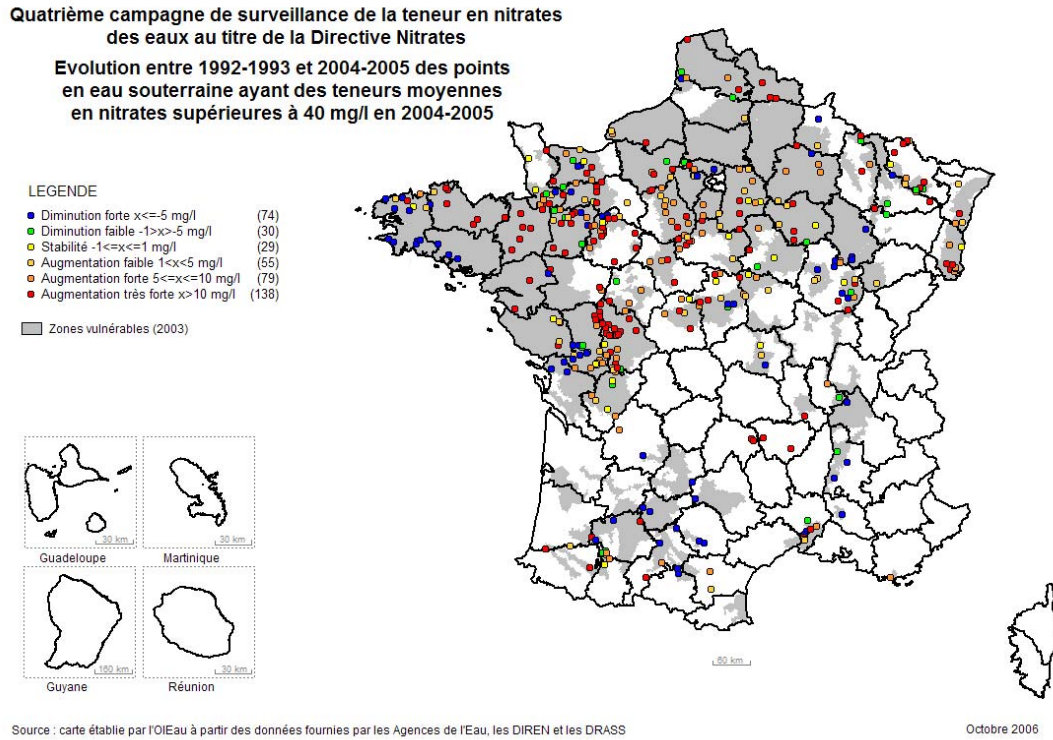 Quatrième campagne de surveillance de la teneur en nitrates
des eaux au titre de la Directive Nitrates
Evolution entre 1992-1993 et 2004-2005 des points
en eau souterraine ayant des teneurs moyennes
en nitrates supérieures à 40 mg/l en 2004-2005
LEGENDE
Diminution forte x<=-5 mg/l (74)
Diminution faible -1>x>-5 mg/l (30)
Stabilité -1<=x<=1 mg/l (29)
Augmentation faible 1<x<5 mg/l (55)
Augmentation forte 5<=x<=10 mg/l (79)
Augmentation très forte x>10 mg/l (138)
Zones vulnérables (2003)
30 km
30 km
Guadeloupe Martinique
160 km
30 km
Guyane Réunion
60 km
Source : carte établie par l'OIEau à partir des données fournies par les Agences de l'Eau, les DIREN et les DRASS
Octobre 2006